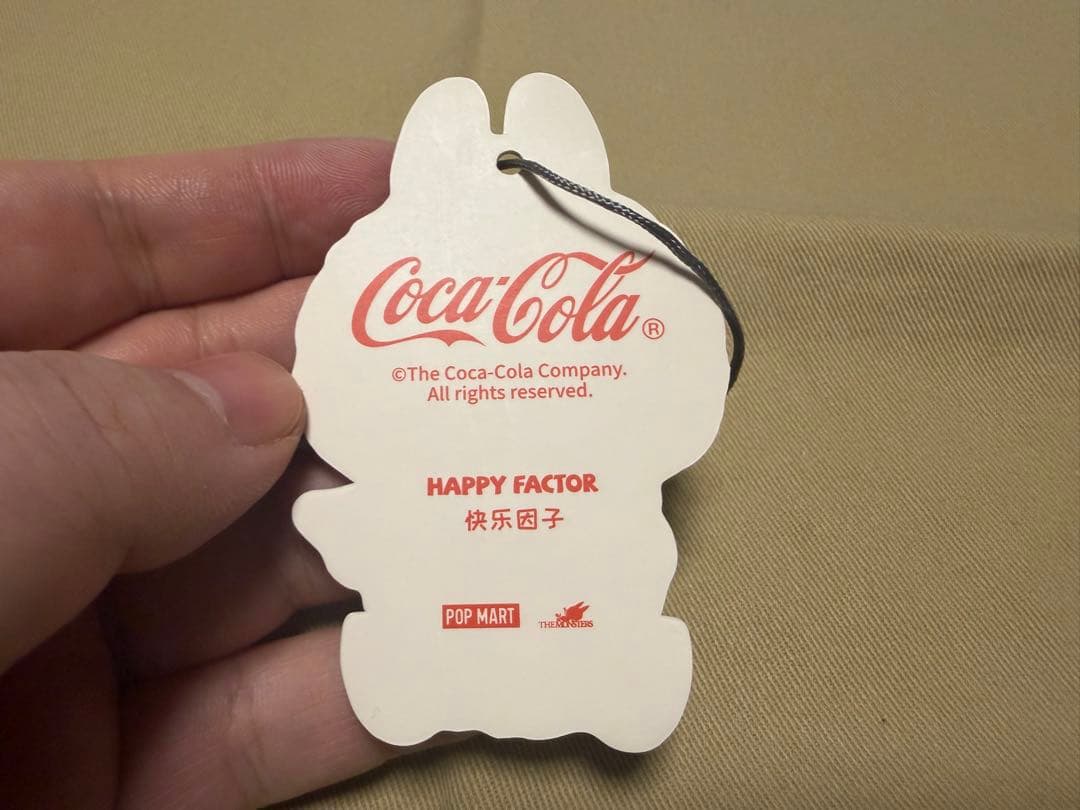 Coca-Cola®
©The Coca-Cola Company.
All rights reserved.
HAPPY FACTOR
快乐因子
POP MART THE MONSTERS